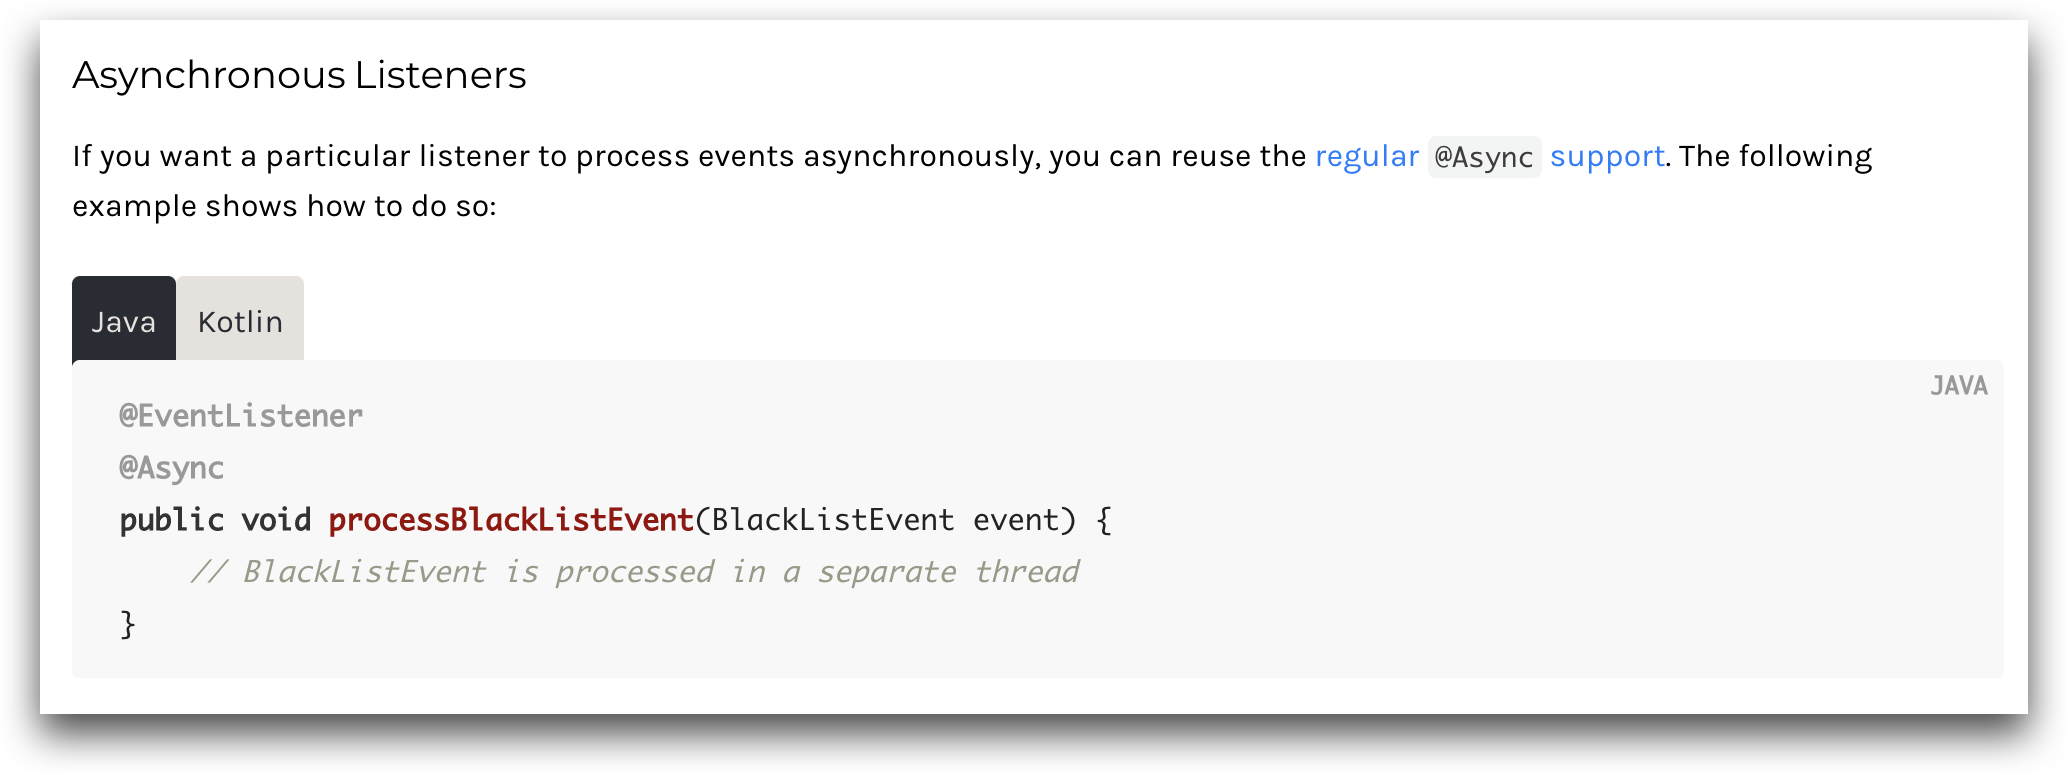 Asynchronous Listeners
If you want a particular listener to process events asynchronously, you can reuse the regular @Async support. The following
example shows how to do so:
Java Kotlin
JAVA
@EventListener
@Async
public void processBlackListEvent(BlackListEvent event) {
    // BlackListEvent is processed in a separate thread
}